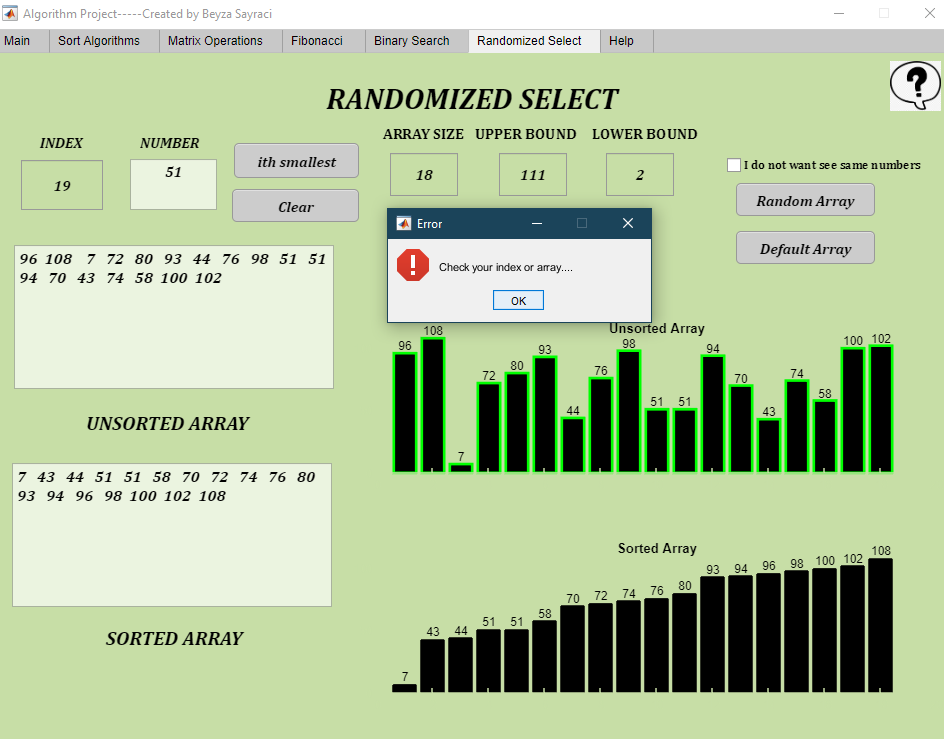 Algorithm Project-----Created by Beyza Sayraci
Main Sort Algorithms Matrix Operations Fibonacci Binary Search Randomized Select Help
?
RANDOMIZED SELECT
INDEX NUMBER
19 51
ith smallest
Clear
ARRAY SIZE UPPER BOUND LOWER BOUND
18 111 2
I do not want see same numbers
Random Array
Default Array
Error
Check your index or array....
OK
96 108 7 72 80 93 44 76 98 51 51
94 70 43 74 58 100 102
UNSORTED ARRAY
7 43 44 51 51 58 70 72 74 76 80
93 94 96 98 100 102 108
SORTED ARRAY
Unsorted Array
96 108 7 72 80 93 44 76 98 51 51 94 70 43 74 58 100 102
Sorted Array
7 43 44 51 51 58 70 72 74 76 80 93 94 96 98 100 102 108